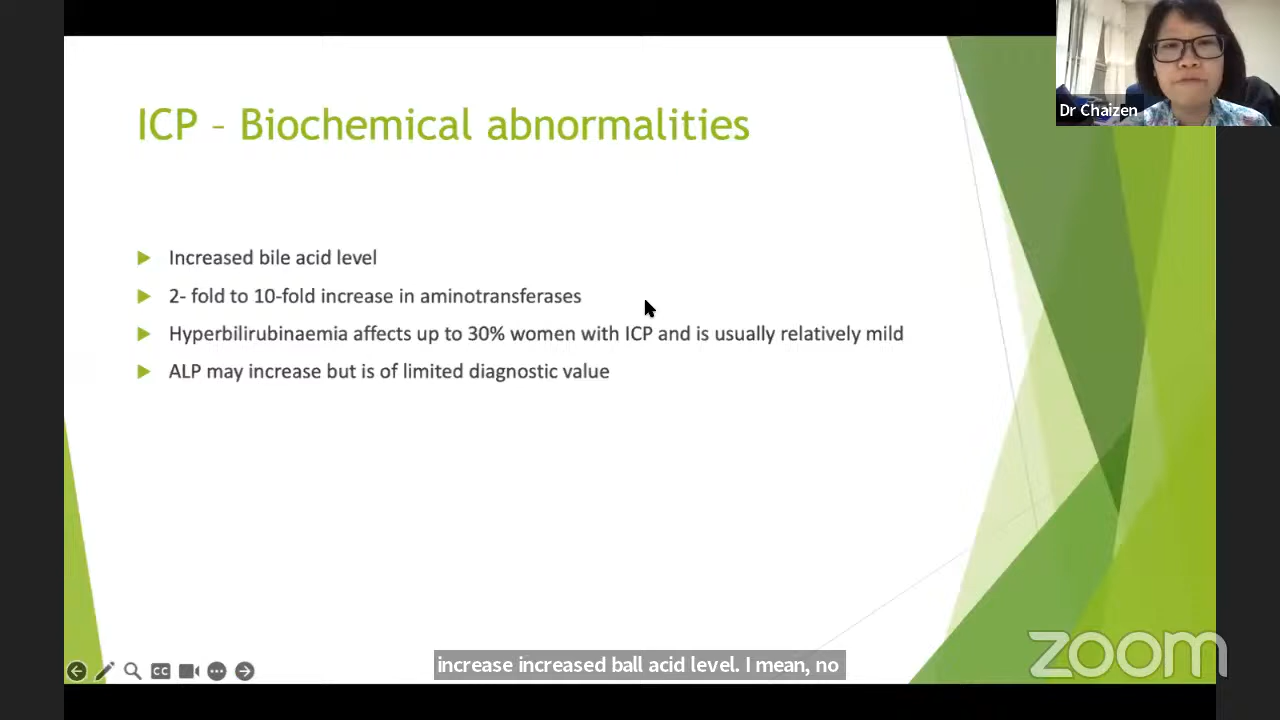 Dr Chaizen
ICP – Biochemical abnormalities
Increased bile acid level
2- fold to 10-fold increase in aminotransferases
Hyperbilirubinaemia affects up to 30% women with ICP and is usually relatively mild
ALP may increase but is of limited diagnostic value
zoom
CC
increase increased ball acid level. I mean, no